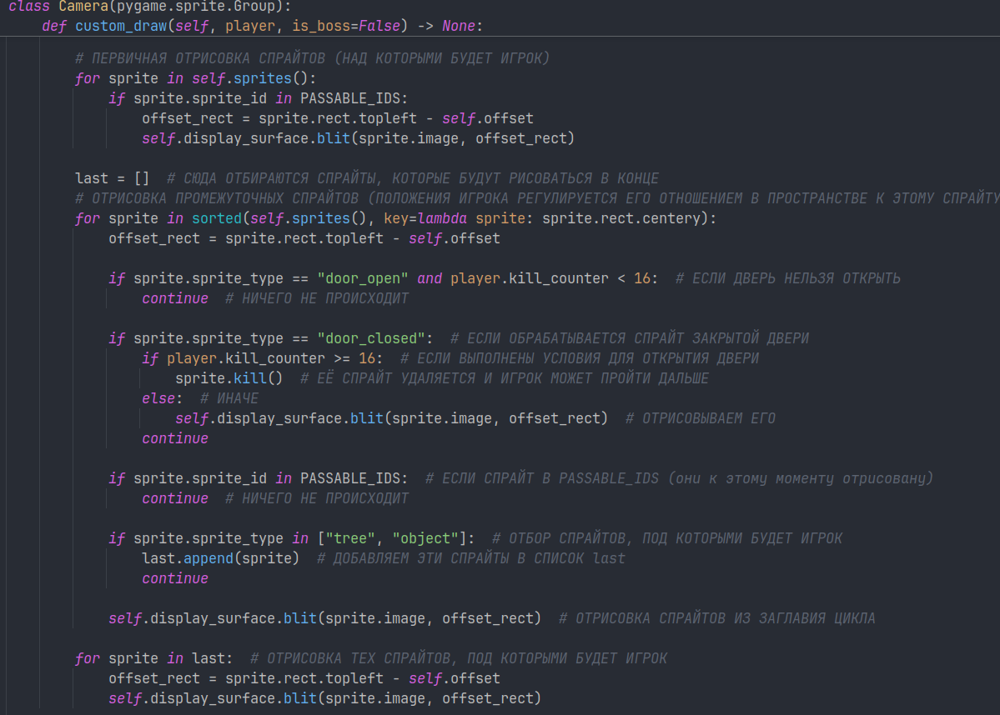 class Camera(pygame.sprite.Group):
    def custom_draw(self, player, is_boss=False) -> None:
        # ПЕРВИЧНАЯ ОТРИСОВКА СПРАЙТОВ (НАД КОТОРЫМИ БУДЕТ ИГРОК)
        for sprite in self.sprites():
            if sprite.sprite_id in PASSABLE_IDS:
                offset_rect = sprite.rect.topleft - self.offset
                self.display_surface.blit(sprite.image, offset_rect)
        last = []  # СЮДА ОТБИРАЮТСЯ СПРАЙТЫ, КОТОРЫЕ БУДУТ РИСОВАТЬСЯ В КОНЦЕ
        # ОТРИСОВКА ПРОМЕЖУТОЧНЫХ СПРАЙТОВ (ПОЛОЖЕНИЯ ИГРОКА РЕГУЛИРУЕТСЯ ЕГО ОТНОШЕНИЕМ В ПРОСТРАНСТВЕ К ЭТОМУ СПРАЙТУ
        for sprite in sorted(self.sprites(), key=lambda sprite: sprite.rect.centery):
            offset_rect = sprite.rect.topleft - self.offset
            if sprite.sprite_type == "door_open" and player.kill_counter < 16:  # ЕСЛИ ДВЕРЬ НЕЛЬЗЯ ОТКРЫТЬ
                continue  # НИЧЕГО НЕ ПРОИСХОДИТ
            if sprite.sprite_type == "door_closed":  # ЕСЛИ ОБРАБАТЫВАЕТСЯ СПРАЙТ ЗАКРЫТОЙ ДВЕРИ
                if player.kill_counter >= 16:  # ЕСЛИ ВЫПОЛНЕНЫ УСЛОВИЯ ДЛЯ ОТКРЫТИЯ ДВЕРИ
                    sprite.kill()  # ЕЁ СПРАЙТ УДАЛЯЕТСЯ И ИГРОК МОЖЕТ ПРОЙТИ ДАЛЬШЕ
                else:  # ИНАЧЕ
                    self.display_surface.blit(sprite.image, offset_rect)  # ОТРИСОВЫВАЕМ ЕГО
                continue
            if sprite.sprite_id in PASSABLE_IDS:  # ЕСЛИ СПРАЙТ В PASSABLE_IDS (они к этому моменту отрисовану)
                continue  # НИЧЕГО НЕ ПРОИСХОДИТ
            if sprite.sprite_type in ["tree", "object"]:  # ОТБОР СПРАЙТОВ, ПОД КОТОРЫМИ БУДЕТ ИГРОК
                last.append(sprite)  # ДОБАВЛЯЕМ ЭТИ СПРАЙТЫ В СПИСОК last
                continue
            self.display_surface.blit(sprite.image, offset_rect)  # ОТРИСОВКА СПРАЙТОВ ИЗ ЗАГЛАВИЯ ЦИКЛА
        for sprite in last:  # ОТРИСОВКА ТЕХ СПРАЙТОВ, ПОД КОТОРЫМИ БУДЕТ ИГРОК
            offset_rect = sprite.rect.topleft - self.offset
            self.display_surface.blit(sprite.image, offset_rect)